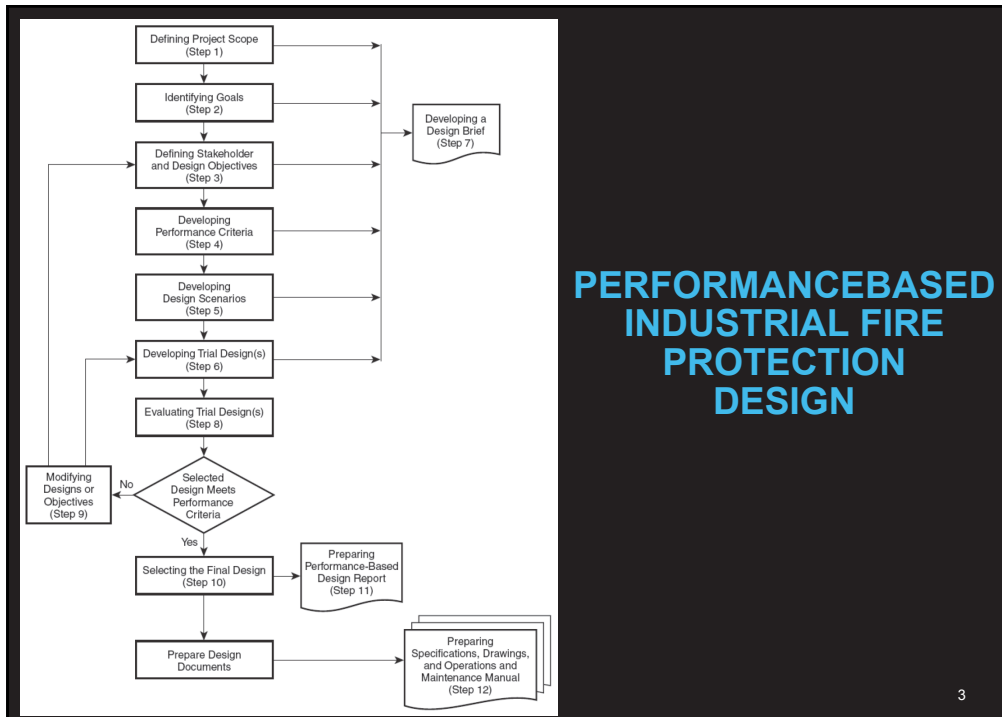 Defining Project Scope
(Step 1)
Identifying Goals
(Step 2)
Developing a
Design Brief
(Step 7)
Defining Stakeholder
and Design Objectives
(Step 3)
Developing
Performance Criteria
(Step 4)
Developing
Design Scenarios
(Step 5)
Developing Trial Design(s)
(Step 6)
Evaluating Trial Design(s)
(Step 8)
Modifying
Designs or
Objectives
(Step 9)
No
Selected
Design Meets
Performance
Criteria
Yes
Selecting the Final Design
(Step 10)
Preparing
Performance-Based
Design Report
(Step 11)
Prepare Design
Documents
Preparing
Specifications, Drawings,
and Operations and
Maintenance Manual
(Step 12)
PERFORMANCEBASED
INDUSTRIAL FIRE
PROTECTION
DESIGN
3